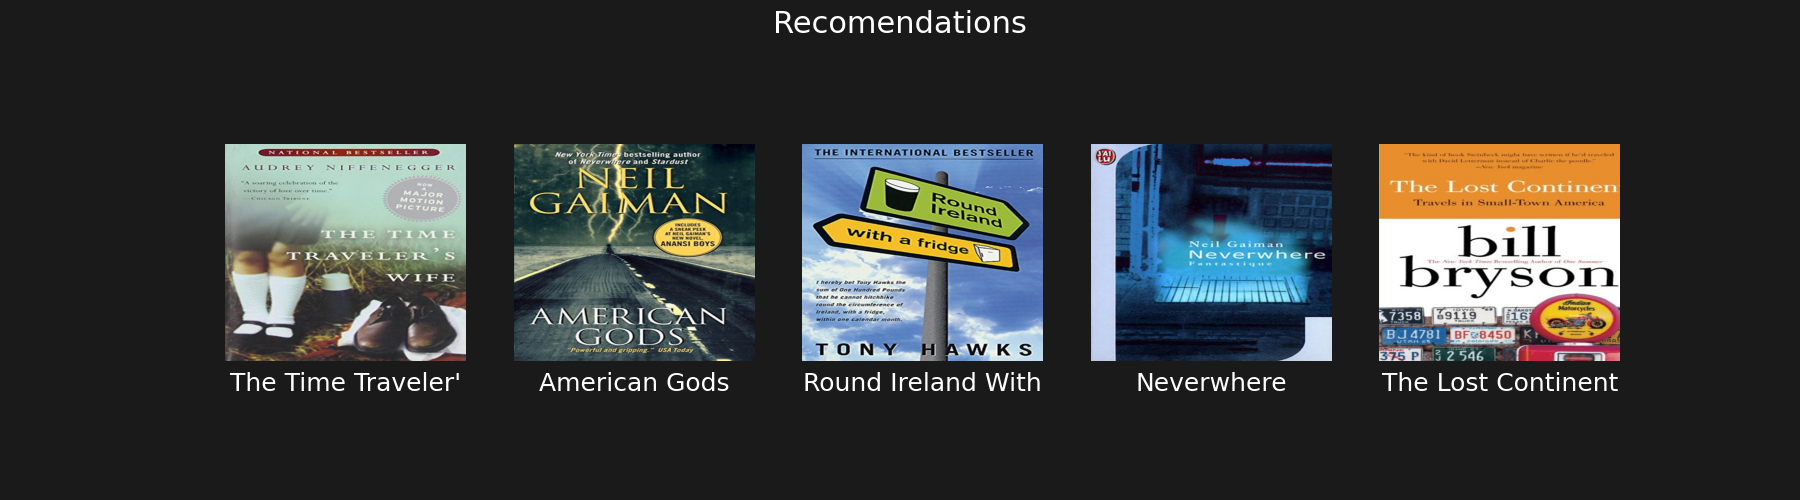 Recomendations
NATIONAL BESTSELLER
AUDREY NIFFENEGGER
"A soaring celebration of the
victory of love over time."
—CHICAGO TRIBUNE
NOW
A
MAJOR
MOTION
PICTURE
THE TIME
TRAVELER'S
WIFE
The Time Traveler'
New York Times bestselling author
of Neverwhere and Stardust
NEIL
GAIMAN
INCLUDES
A SNEAK PEEK
AT NEIL GAIMAN'S
NEW NOVEL,
ANANSI BOYS
AMERICAN
GODS
"Powerful and gripping." USA Today
American Gods
THE INTERNATIONAL BESTSELLER
Round
Ireland
with a fridge
I hereby bet Tony Hawks the
sum of One Hundred Pounds
that he cannot hitchhike
round the circumference of
Ireland, with a fridge,
within one calendar month.
TONY HAWKS
Round Ireland With
J'AI
LU
Neil Gaiman
Neverwhere
Fantastique
Neverwhere
"The kind of book Steinbeck might have written if he'd traveled
with David Letterman instead of Charlie the poodle."
—New York magazine
The Lost Continen
Travels in Small-Town America
bill
The New York Times Bestselling Author of One Summer
bryson
7358
69119
BJ4781
BF 8450
Indian
Motorcycles
375 P
2 546
The Lost Continent